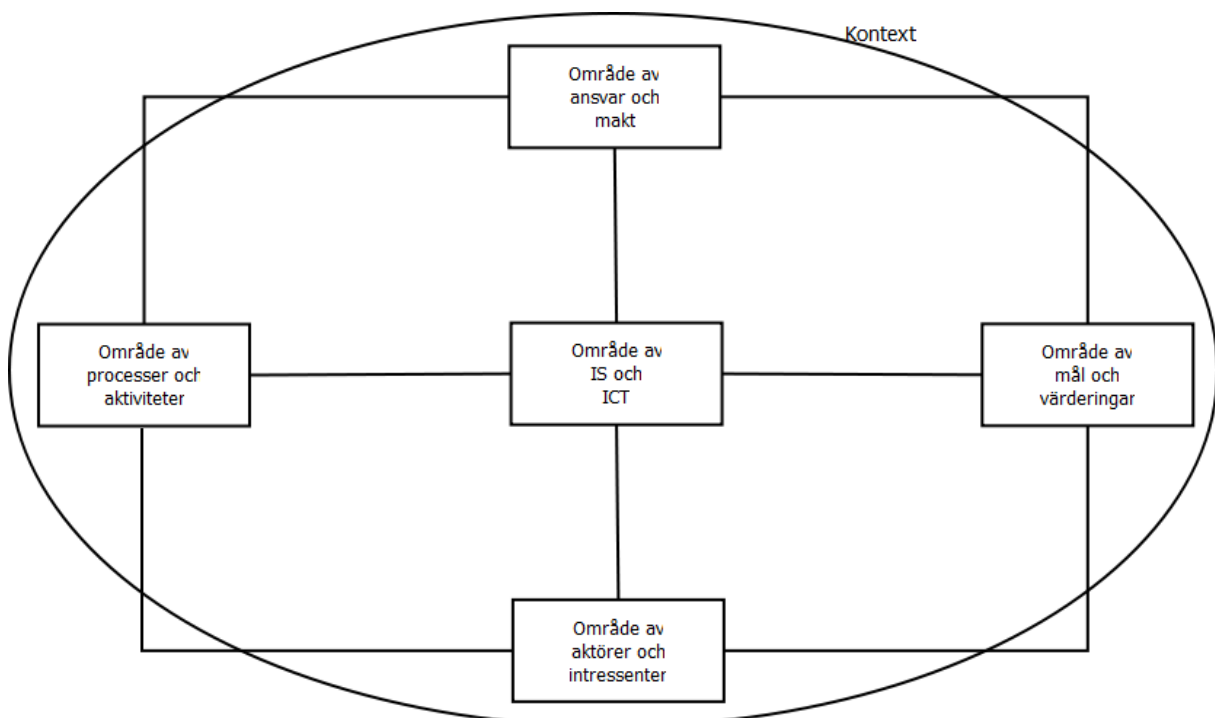 Kontext
Område av
ansvar och
makt
Område av
processer och
aktiviteter
Område av
IS och
ICT
Område av
mål och
värderingar
Område av
aktörer och
intressenter